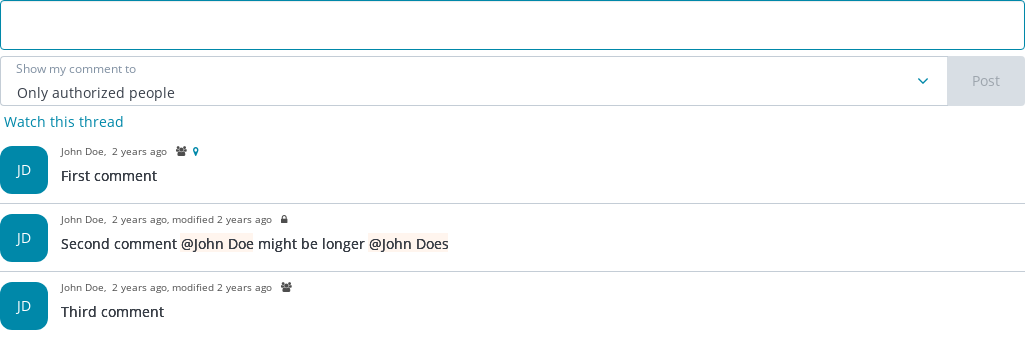 Show my comment to
Only authorized people
Post
Watch this thread
JD
John Doe, 2 years ago
First comment
JD
John Doe, 2 years ago, modified 2 years ago
Second comment @John Doe might be longer @John Does
JD
John Doe, 2 years ago, modified 2 years ago
Third comment